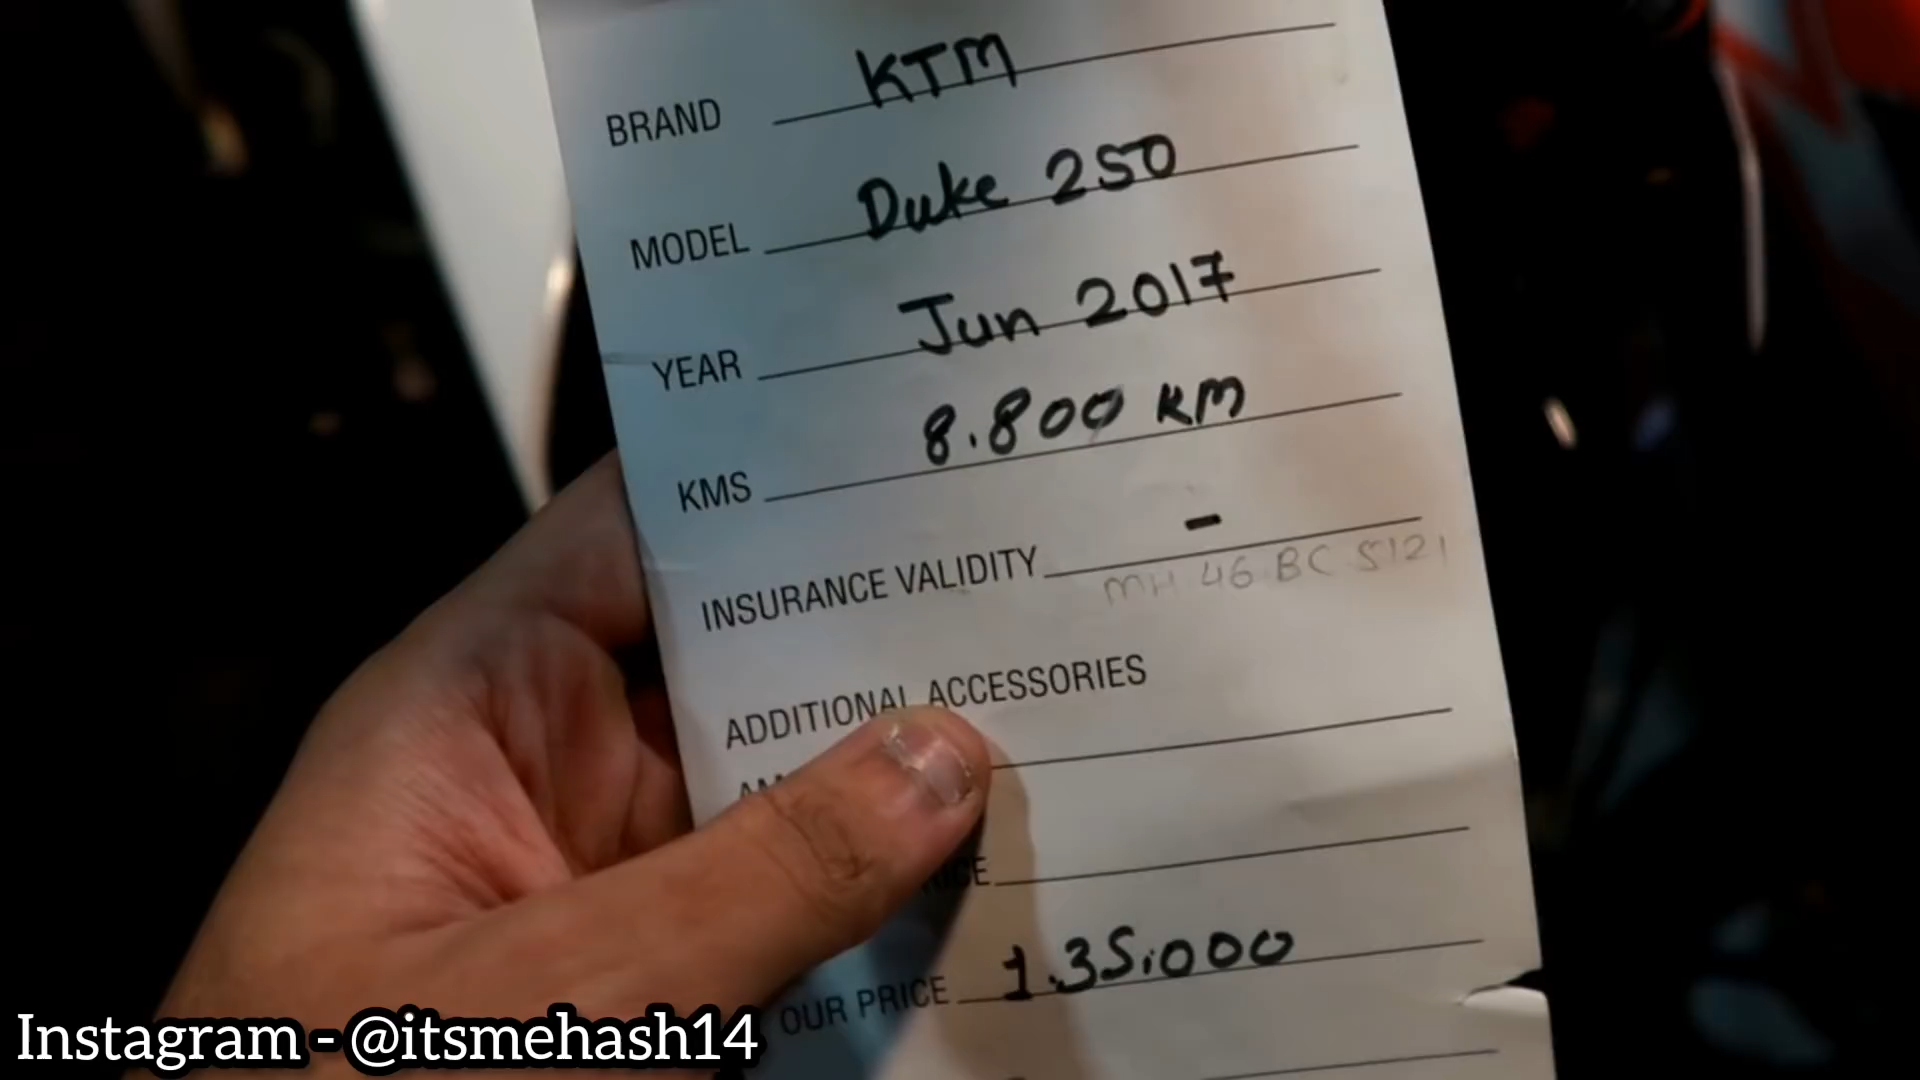 BRAND KTM
MODEL Duke 250
YEAR Jun 2017
KMS 8.800 KM
INSURANCE VALIDITY -
MH 46 BC 5121
ADDITIONAL ACCESSORIES
OUR PRICE 1.35.000
Instagram - @itsmehash14